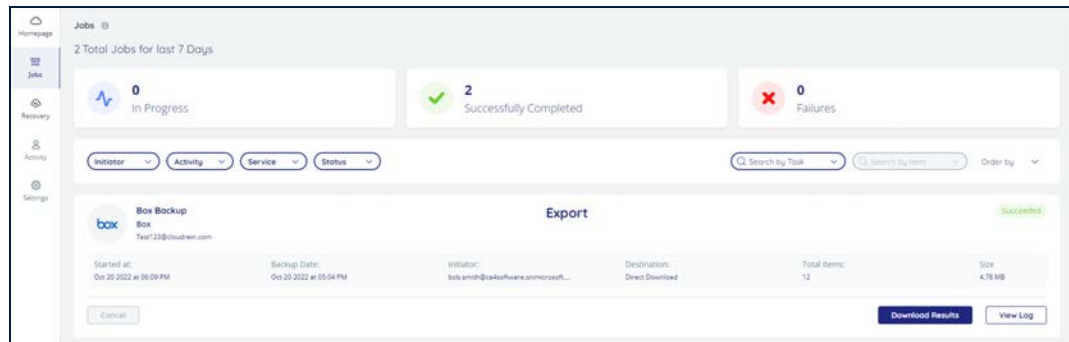 Homepage
Jobs
Recovery
Activity
Settings
Jobs
2 Total Jobs for last 7 Days
0
In Progress
2
Successfully Completed
0
Failures
Initiator
Activity
Service
Status
Search by Task
Search by Item
Order by
box
Box Backup
Box
Test123@cloudrein.com
Export
Succeeded
Started at:
Oct 20 2022 at 06:09 PM
Backup Date:
Oct 20 2022 at 05:04 PM
Initiator:
bob.smith@ca4software.onmicrosoft....
Destination:
Direct Download
Total Items:
12
Size
4.78 MB
Cancel
Download Results
View Log